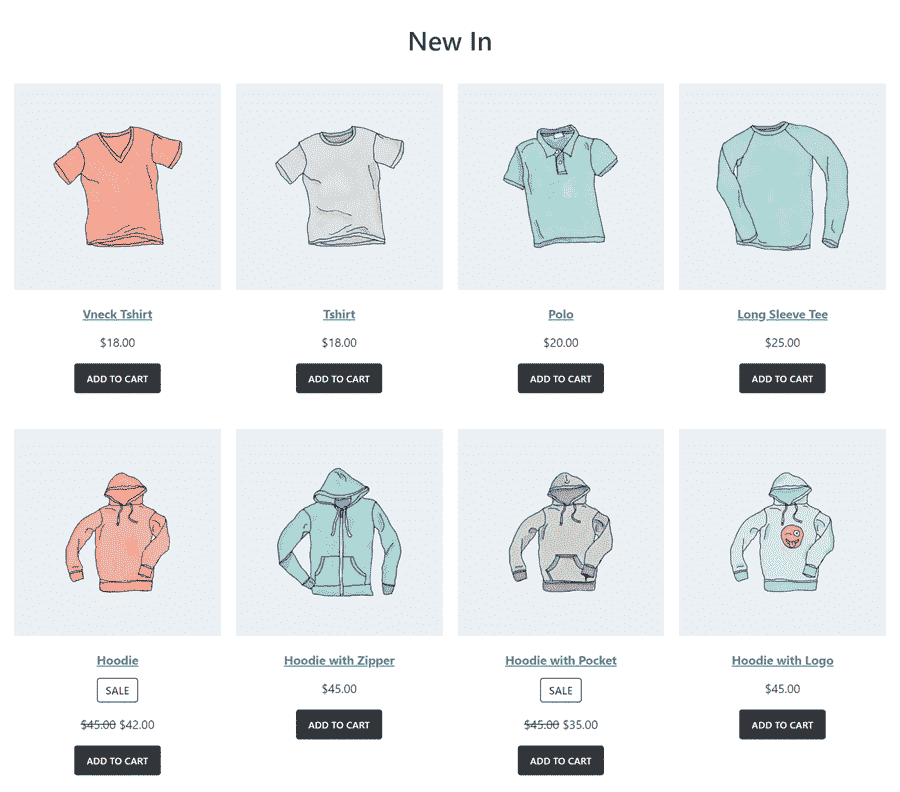 New In
Vneck Tshirt
$18.00
ADD TO CART
Tshirt
$18.00
ADD TO CART
Polo
$20.00
ADD TO CART
Long Sleeve Tee
$25.00
ADD TO CART
Hoodie
SALE
$45.00 $42.00
ADD TO CART
Hoodie with Zipper
$45.00
ADD TO CART
Hoodie with Pocket
SALE
$45.00 $35.00
ADD TO CART
Hoodie with Logo
$45.00
ADD TO CART